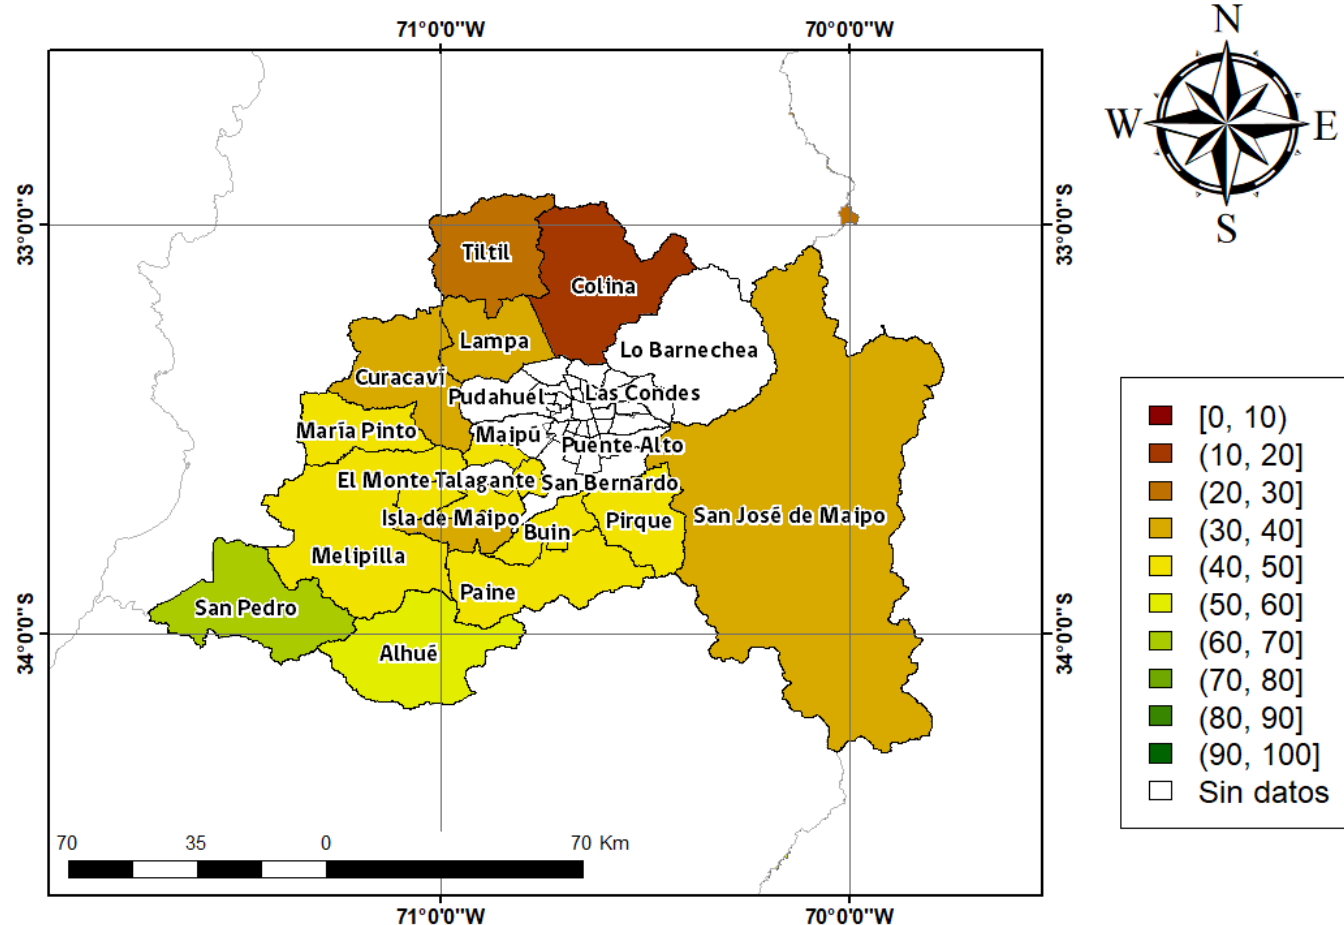 71°0'0"W 70°0'0"W
N
W E
S
33°0'0"S 33°0'0"S
Tiltil
Colina
Lampa
Lo Barnechea
Curacaví
Pudahuel Las Condes
María Pinto Maipú Puente Alto
El Monte Talagante San Bernardo
Isla de Maipo Buin Pirque San José de Maipo
Melipilla
Paine
San Pedro
Alhué
34°0'0"S 34°0'0"S
[0, 10)
(10, 20]
(20, 30]
(30, 40]
(40, 50]
(50, 60]
(60, 70]
(70, 80]
(80, 90]
(90, 100]
Sin datos
70 35 0 70 Km
71°0'0"W 70°0'0"W